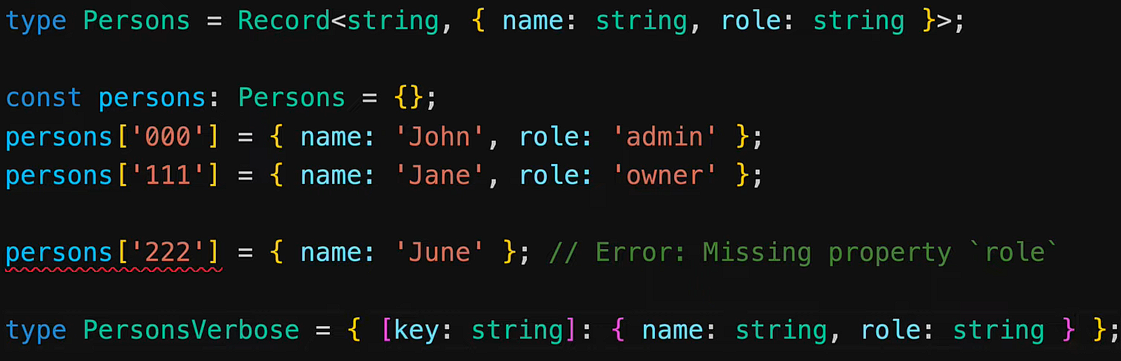 type Persons = Record<string, { name: string, role: string }>;
const persons: Persons = {};
persons['000'] = { name: 'John', role: 'admin' };
persons['111'] = { name: 'Jane', role: 'owner' };
persons['222'] = { name: 'June' }; // Error: Missing property `role`
type PersonsVerbose = { [key: string]: { name: string, role: string } };